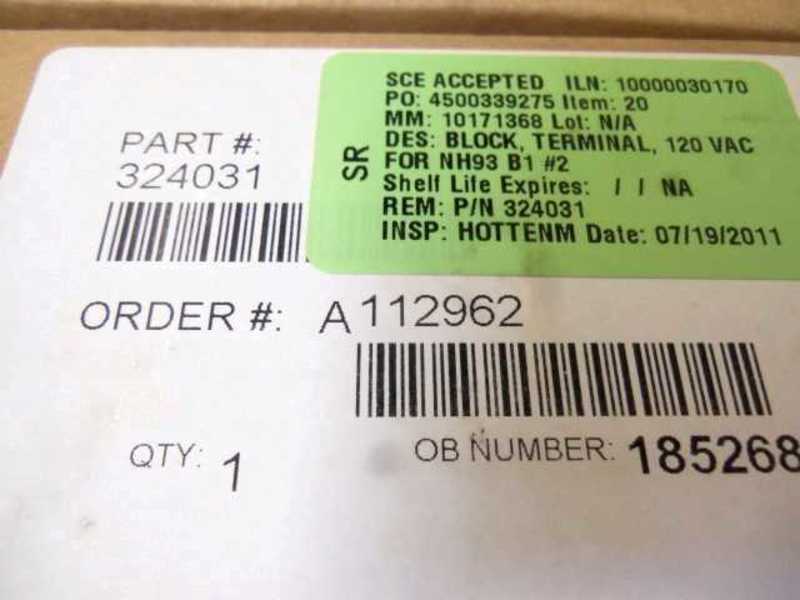 SCE ACCEPTED ILN: 10000030170
PO: 4500339275 Item: 20
MM: 10171368 Lot: N/A
DES: BLOCK, TERMINAL, 120 VAC
FOR NH93 B1 #2
Shelf Life Expires: / / NA
REM: P/N 324031
INSP: HOTTENM Date: 07/19/2011
SR
PART #:
324031
ORDER #: A112962
QTY: 1
OB NUMBER: 185268